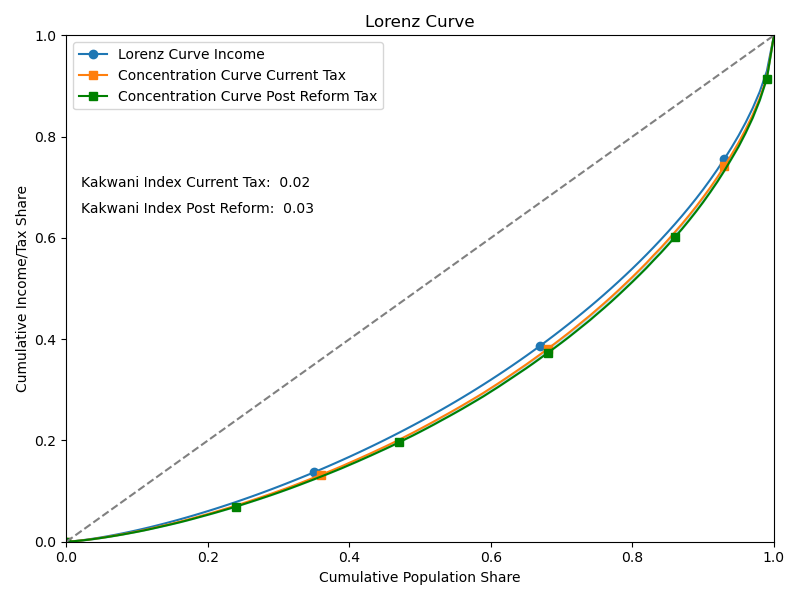 Lorenz Curve
1.0
Lorenz Curve Income
Concentration Curve Current Tax
Concentration Curve Post Reform Tax
0.8
Kakwani Index Current Tax:  0.02
Kakwani Index Post Reform:  0.03
0.6
0.4
0.2
0.0
Cumulative Income/Tax Share
0.0 0.2 0.4 0.6 0.8 1.0
Cumulative Population Share